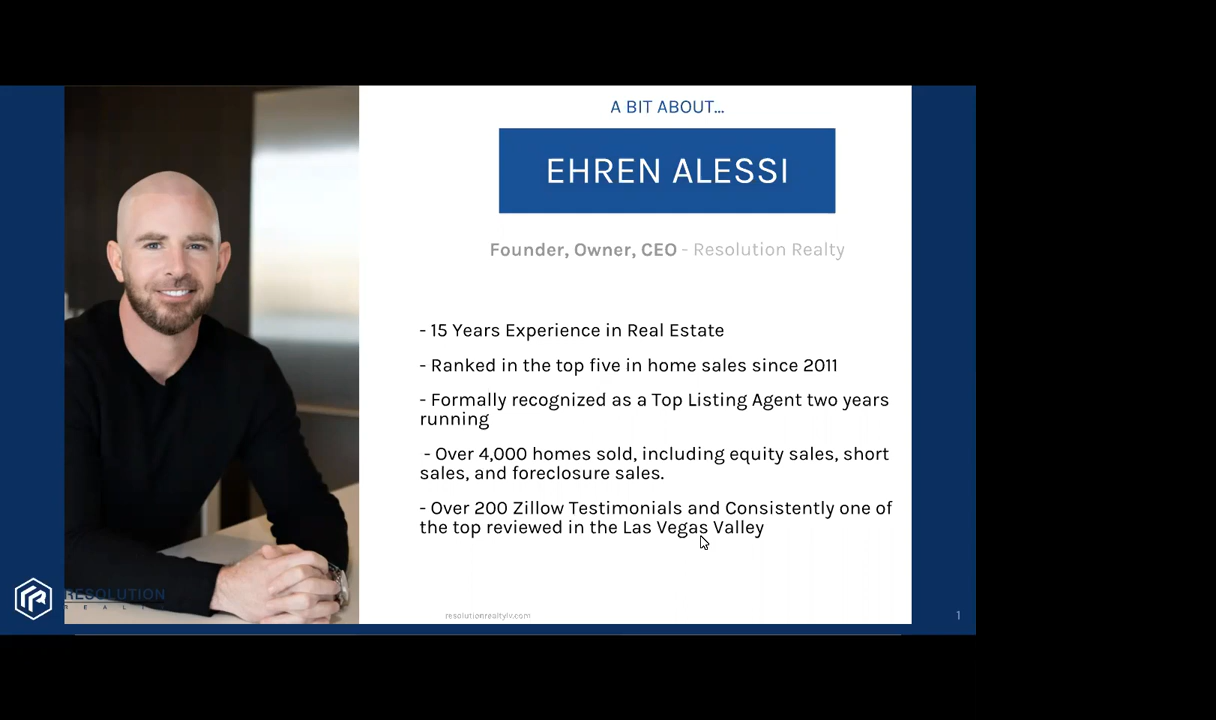 A BIT ABOUT...
EHREN ALESSI
Founder, Owner, CEO - Resolution Realty
- 15 Years Experience in Real Estate
- Ranked in the top five in home sales since 2011
- Formally recognized as a Top Listing Agent two years
running
- Over 4,000 homes sold, including equity sales, short
sales, and foreclosure sales.
- Over 200 Zillow Testimonials and Consistently one of
the top reviewed in the Las Vegas Valley
RESOLUTION
resolutionrealtylv.com
1